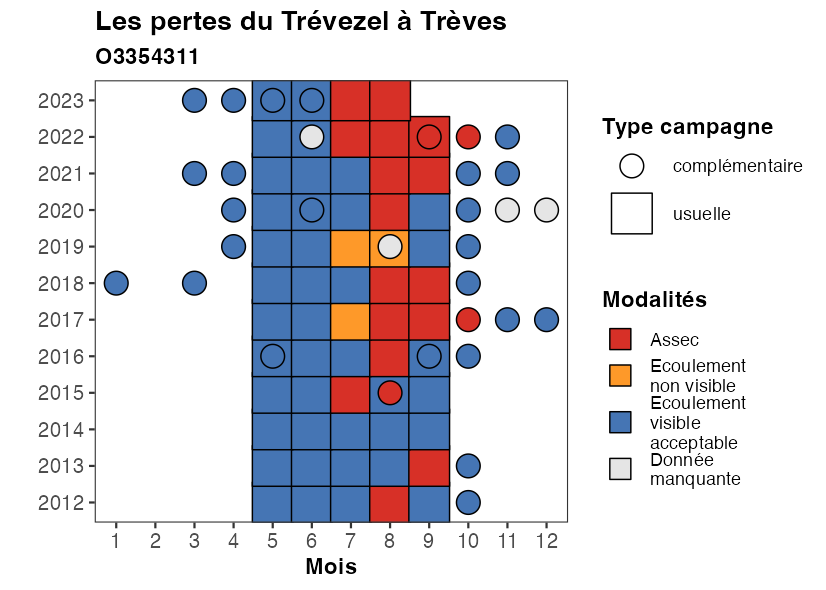 Les pertes du Trévezel à Trèves
O3354311
2023
2022
2021
2020
2019
2018
2017
2016
2015
2014
2013
2012
1 2 3 4 5 6 7 8 9 10 11 12
Mois
Type campagne
complémentaire
usuelle
Modalités
Assec
Ecoulement
non visible
Ecoulement
visible
acceptable
Donnée
manquante